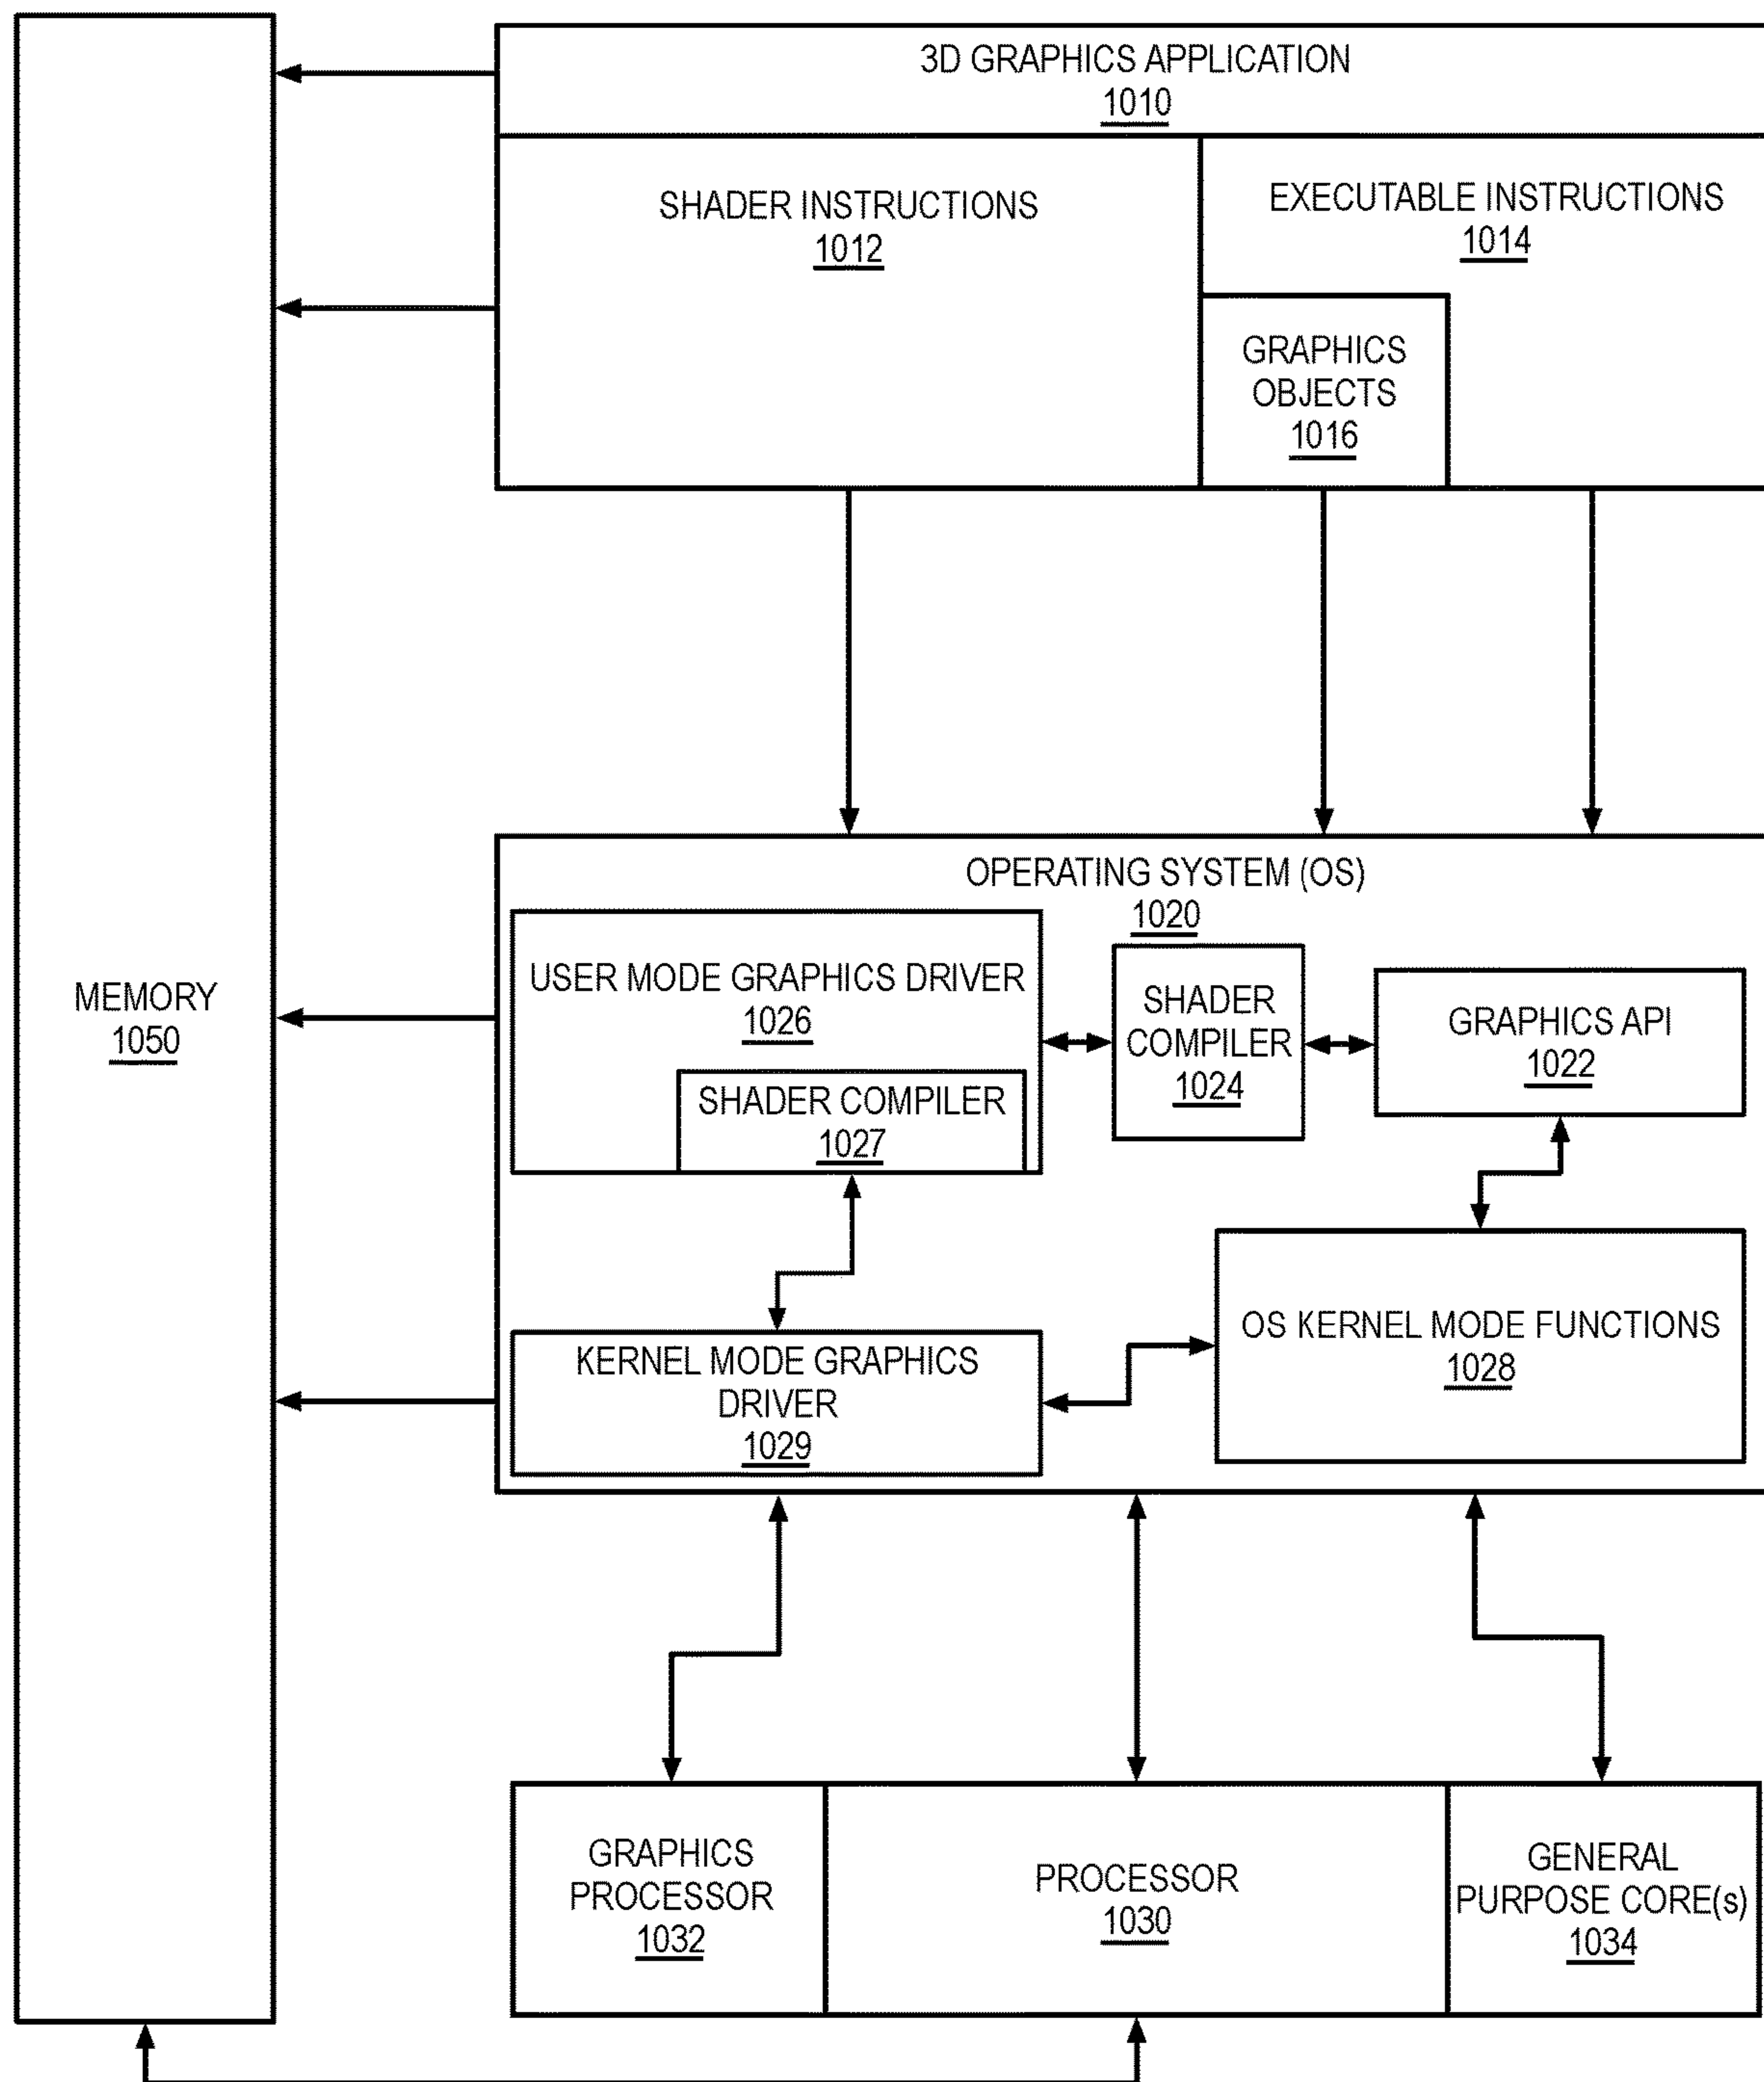 3D GRAPHICS APPLICATION
1010
SHADER INSTRUCTIONS
1012
EXECUTABLE INSTRUCTIONS
1014
GRAPHICS
OBJECTS
1016
MEMORY
1050
OPERATING SYSTEM (OS)
1020
USER MODE GRAPHICS DRIVER
1026
SHADER COMPILER
1027
SHADER
COMPILER
1024
GRAPHICS API
1022
KERNEL MODE GRAPHICS
DRIVER
1029
OS KERNEL MODE FUNCTIONS
1028
GRAPHICS
PROCESSOR
1032
PROCESSOR
1030
GENERAL
PURPOSE CORE(s)
1034